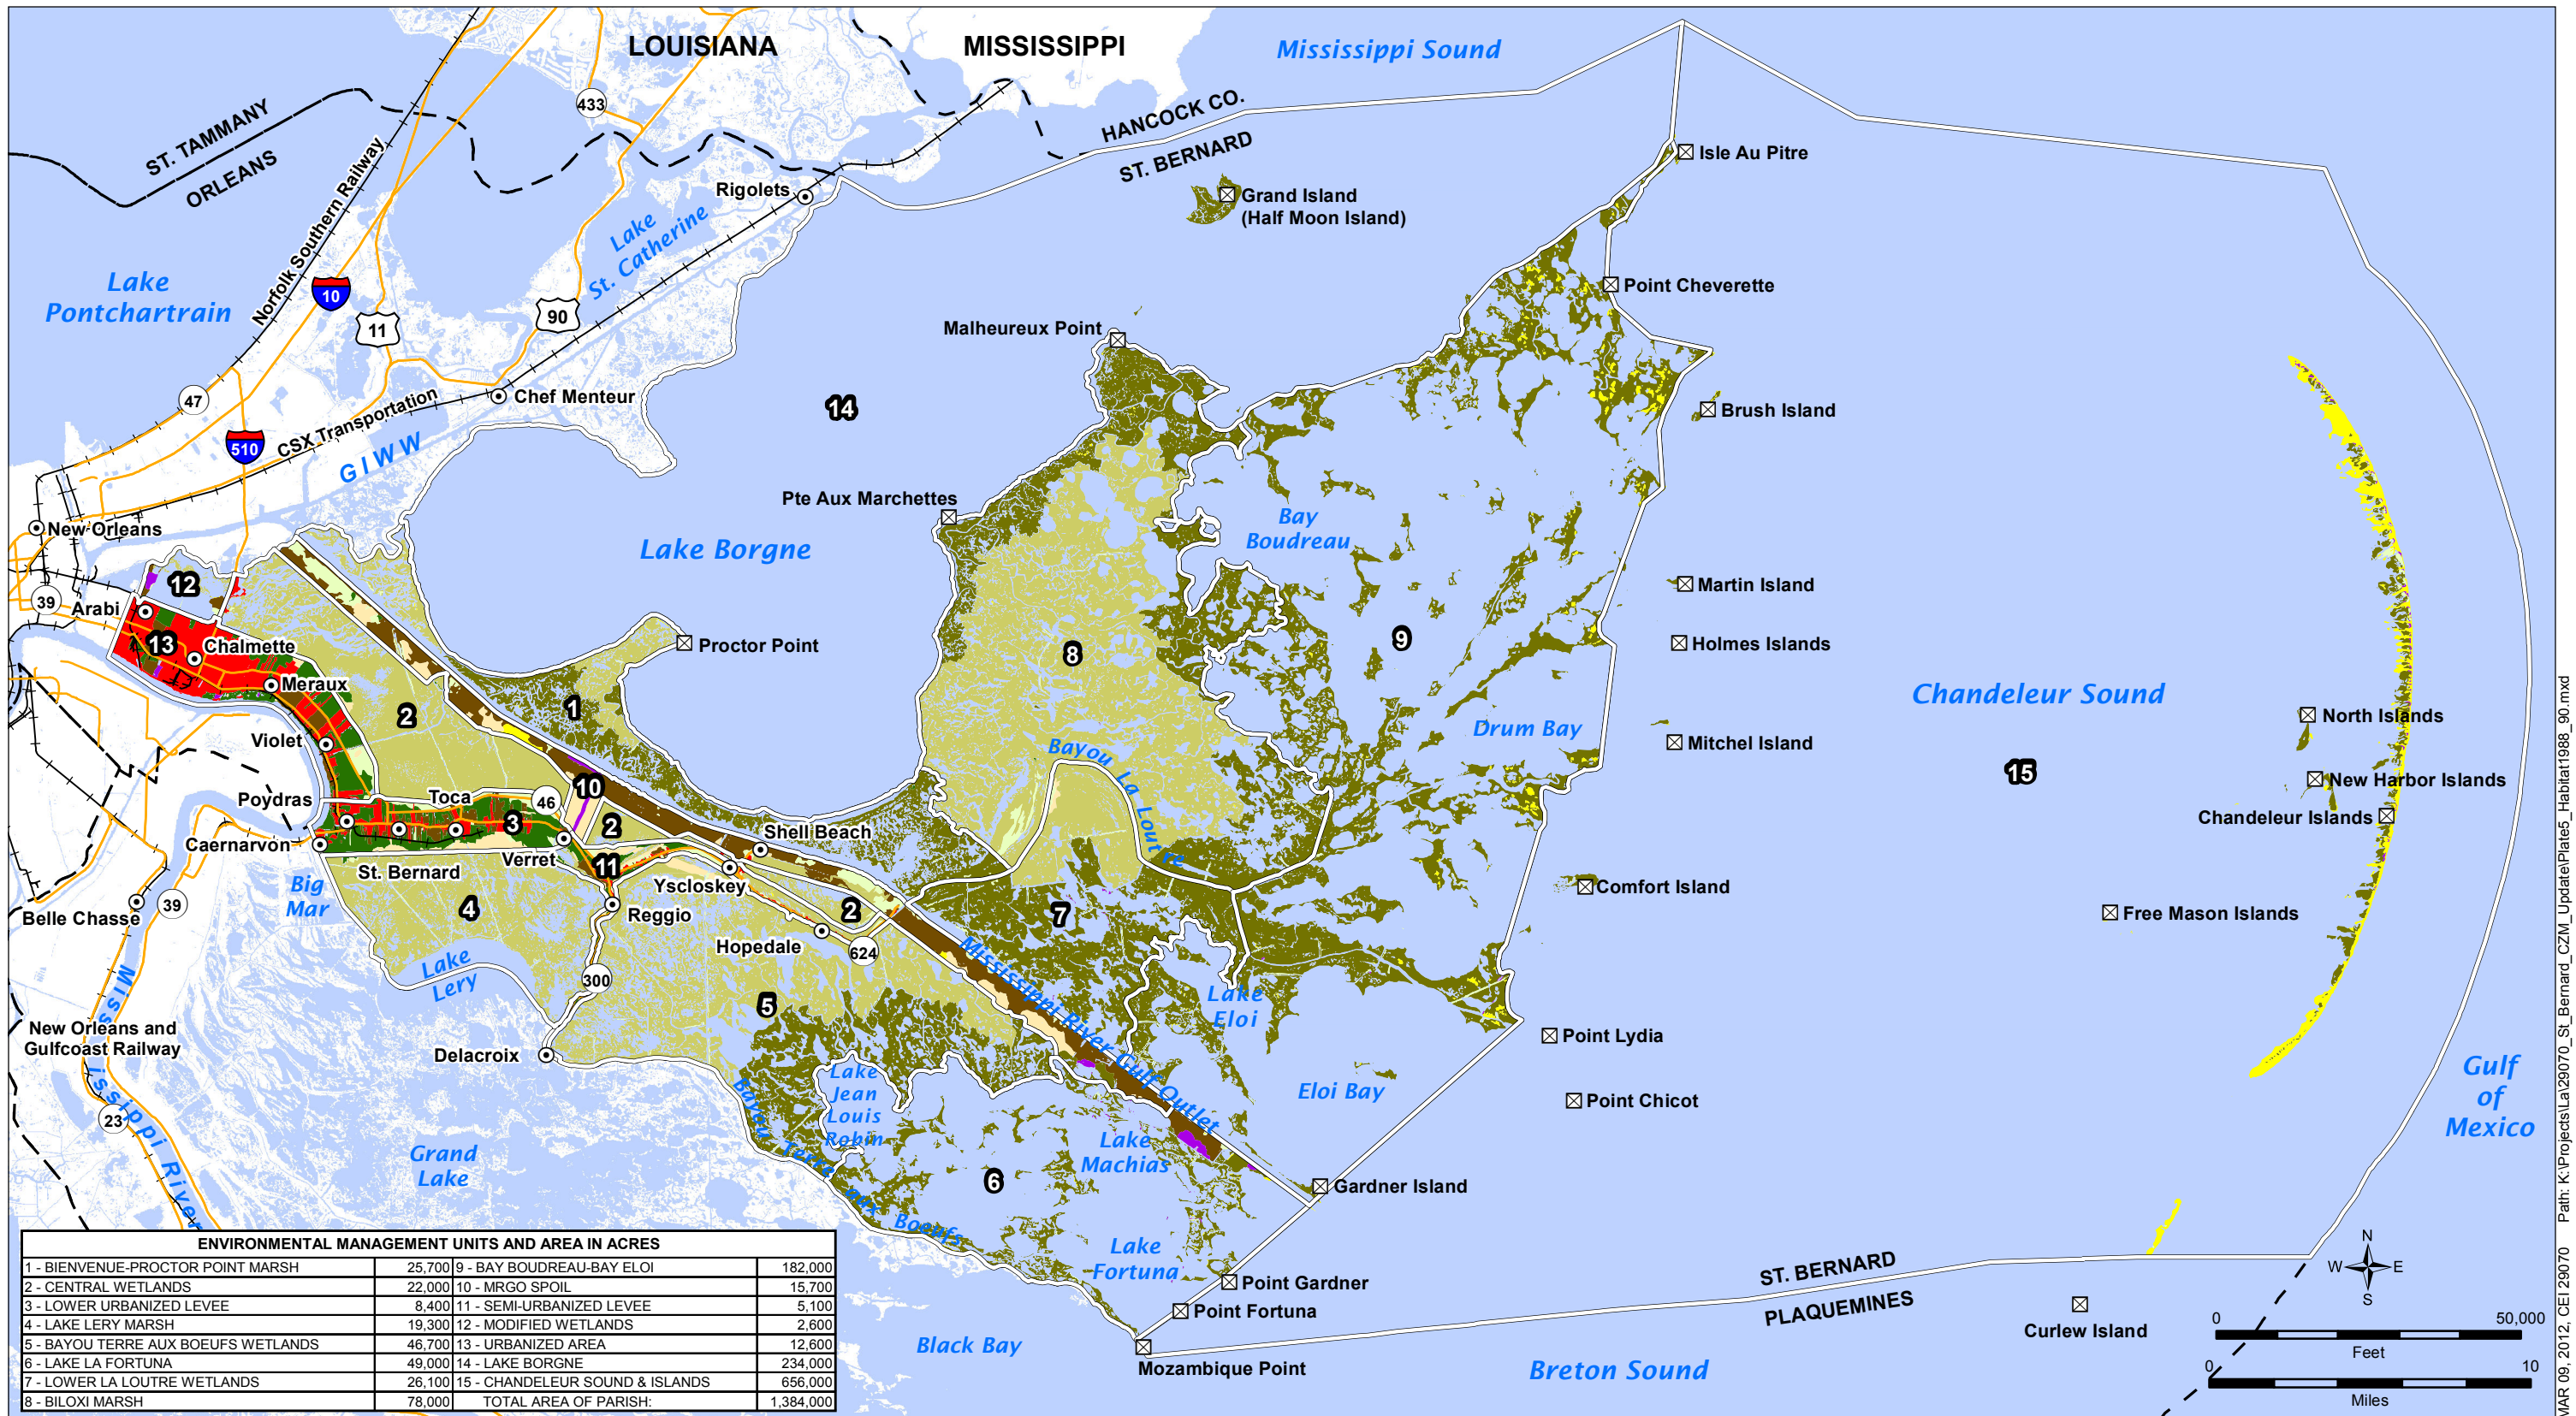 LOUISIANA
MISSISSIPPI
Mississippi Sound
HANCOCK CO.
ST. BERNARD
ST. TAMMANY
ORLEANS
433
Norfolk Southern Railway
Rigolets
Lake
St. Catherine
Isle Au Pitre
Grand Island
(Half Moon Island)
Lake
Pontchartrain
10
11
90
Point Cheverette
Malheureux Point
47
Chef Menteur
14
Brush Island
510
CSX Transportation
GIWW
Pte Aux Marchettes
New Orleans
Lake Borgne
Bay
Boudreau
12
39
Arabi
Martin Island
13
Chalmette
Proctor Point
8
9
Holmes Islands
Meraux
2
1
Chandeleur Sound
North Islands
Violet
Bayou La Loutre
Drum Bay
Mitchel Island
15
New Harbor Islands
Poydras
Toca
46
10
Chandeleur Islands
3
2
Shell Beach
Caernarvon
Verret
11
St. Bernard
Yscloskey
Big
Mar
Comfort Island
Belle Chasse
39
4
Reggio
2
7
Free Mason Islands
Hopedale
624
Lake
Lery
300
Mississippi River Gulf Outlet
Lake
Eloi
5
New Orleans and
Gulfcoast Railway
Delacroix
Point Lydia
Lake
Jean
Louis
Robin
Eloi Bay
Point Chicot
Gulf
of
Mexico
23
Mississippi River
Bayou Terre aux Boeufs
Grand
Lake
Lake
Machias
6
Gardner Island
Lake
Fortuna
Point Gardner
Point Fortuna
Black Bay
Mozambique Point
ST. BERNARD
PLAQUEMINES
Breton Sound
Curlew Island
N
W E
S
0 50,000
Feet
0 10
Miles
ENVIRONMENTAL MANAGEMENT UNITS AND AREA IN ACRES
1 - BIENVENUE-PROCTOR POINT MARSH 25,700 9 - BAY BOUDREAU-BAY ELOI 182,000
2 - CENTRAL WETLANDS 22,000 10 - MRGO SPOIL 15,700
3 - LOWER URBANIZED LEVEE 8,400 11 - SEMI-URBANIZED LEVEE 5,100
4 - LAKE LERY MARSH 19,300 12 - MODIFIED WETLANDS 2,600
5 - BAYOU TERRE AUX BOEUFS WETLANDS 46,700 13 - URBANIZED AREA 12,600
6 - LAKE LA FORTUNA 49,000 14 - LAKE BORGNE 234,000
7 - LOWER LA LOUTRE WETLANDS 26,100 15 - CHANDELEUR SOUND & ISLANDS 656,000
8 - BILOXI MARSH 78,000 TOTAL AREA OF PARISH: 1,384,000
MAR 09, 2012, CEI 29070 Path: K:\Projects\La\29070_St_Bernard_CZM_Update\Plate5_Habitat1988_90.mxd